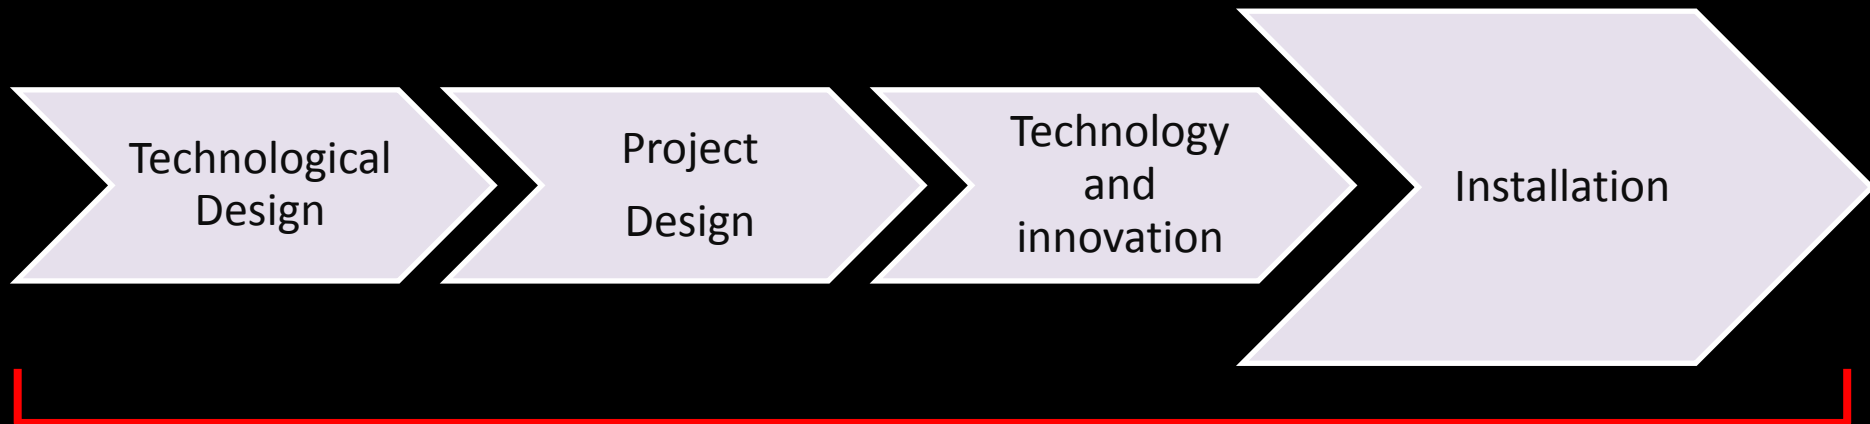 Technological
Design
Project
Design
Technology
and
innovation
Installation